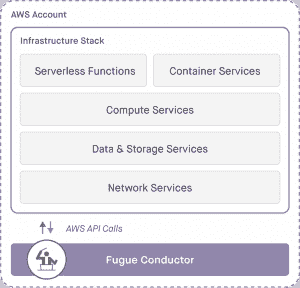 AWS Account
Infrastructure Stack
Serverless Functions
Container Services
Compute Services
Data & Storage Services
Network Services
AWS API Calls
Fugue Conductor